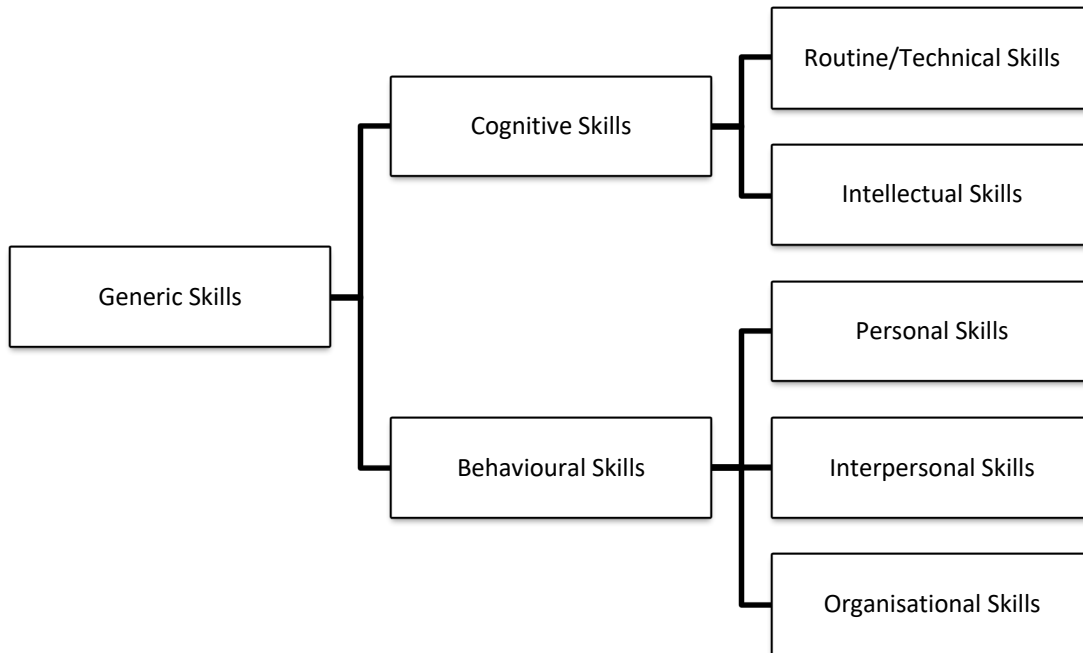 Routine/Technical Skills
Cognitive Skills
Intellectual Skills
Generic Skills
Personal Skills
Behavioural Skills
Interpersonal Skills
Organisational Skills